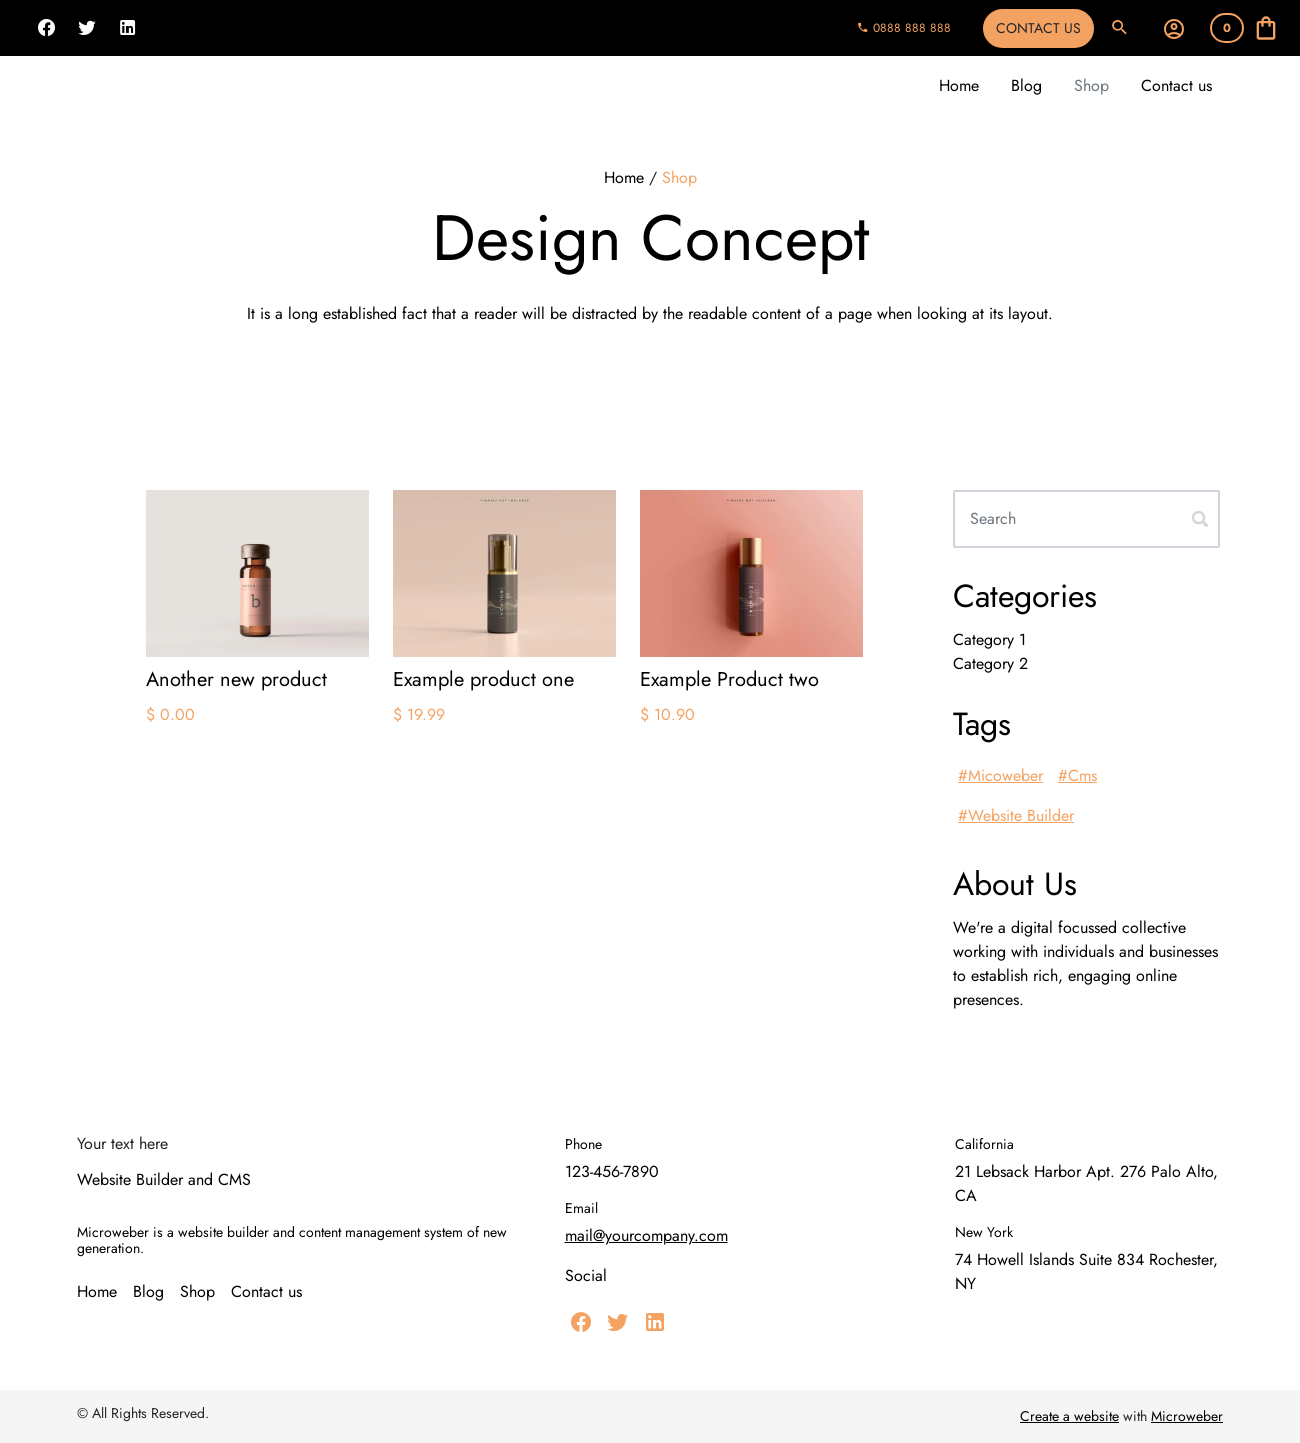 0888 888 888
CONTACT US
0
Home
Blog
Shop
Contact us
Home / Shop
Design Concept
It is a long established fact that a reader will be distracted by the readable content of a page when looking at its layout.
b
Another new product
$ 0.00
Example product one
$ 19.99
Example Product two
$ 10.90
Search
Categories
Category 1
Category 2
Tags
#Micoweber #Cms
#Website Builder
About Us
We're a digital focussed collective
working with individuals and businesses
to establish rich, engaging online
presences.
Your text here
Website Builder and CMS
Microweber is a website builder and content management system of new
generation.
Home Blog Shop Contact us
Phone
123-456-7890
Email
mail@yourcompany.com
Social
California
21 Lebsack Harbor Apt. 276 Palo Alto,
CA
New York
74 Howell Islands Suite 834 Rochester,
NY
© All Rights Reserved.
Create a website with Microweber